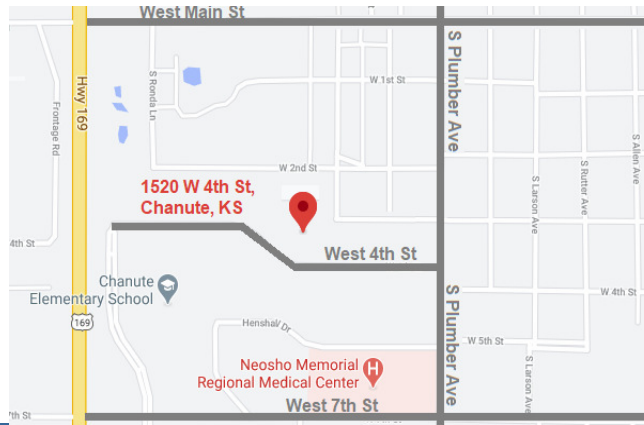 West Main St
S Plumber Ave
Hwy 169
Frontage Rd
S Ronda Ln
W 1st St
W 2nd St
S Allen Ave
S Rutter Ave
S Larson Ave
1520 W 4th St,
Chanute, KS
4th St
West 4th St
Chanute
Elementary School
169
W 4th St
S Plumber Ave
Henshal Dr
W 5th St
S Larson Ave
Neosho Memorial
Regional Medical Center
H
West 7th St
7th St